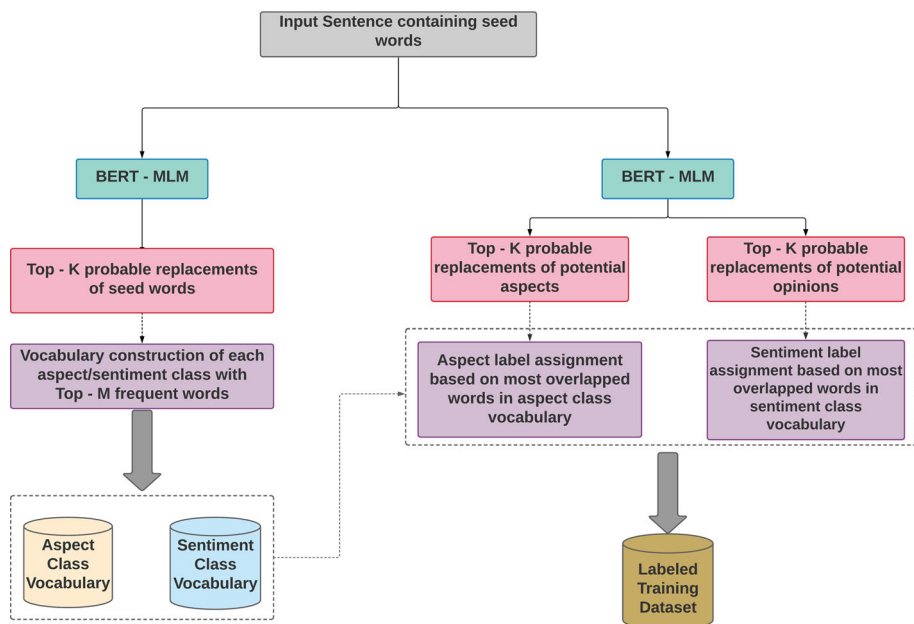 Input Sentence containing seed
words
BERT - MLM
BERT - MLM
Top - K probable replacements
of seed words
Top - K probable
replacements of potential
aspects
Top - K probable
replacements of potential
opinions
Vocabulary construction of each
aspect/sentiment class with
Top - M frequent words
Aspect label assignment
based on most overlapped
words in aspect class
vocabulary
Sentiment label
assignment based on most
overlapped words in
sentiment class
vocabulary
Aspect
Class
Vocabulary
Sentiment
Class
Vocabulary
Labeled
Training
Dataset